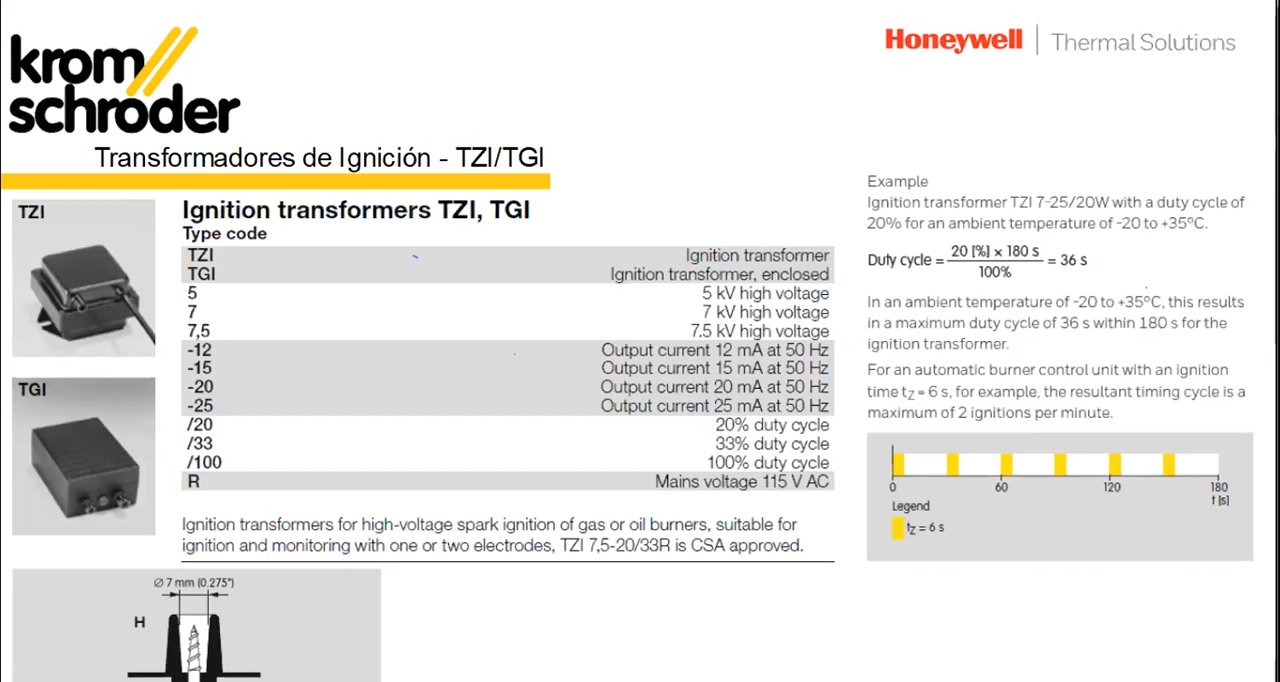 krom
schroder
Honeywell | Thermal Solutions
Transformadores de Ignición - TZI/TGI
TZI
TGI
Ignition transformers TZI, TGI
Type code
TZI Ignition transformer
TGI Ignition transformer, enclosed
5 5 kV high voltage
7 7 kV high voltage
7,5 7.5 kV high voltage
-12 Output current 12 mA at 50 Hz
-15 Output current 15 mA at 50 Hz
-20 Output current 20 mA at 50 Hz
-25 Output current 25 mA at 50 Hz
/20 20% duty cycle
/33 33% duty cycle
/100 100% duty cycle
R Mains voltage 115 V AC
Ignition transformers for high-voltage spark ignition of gas or oil burners, suitable for
ignition and monitoring with one or two electrodes, TZI 7,5-20/33R is CSA approved.
Ø 7 mm (0.275")
H
Example
Ignition transformer TZI 7-25/20W with a duty cycle of
20% for an ambient temperature of -20 to +35°C.
Duty cycle = 20 [%] x 180 s / 100% = 36 s
In an ambient temperature of -20 to +35°C, this results
in a maximum duty cycle of 36 s within 180 s for the
ignition transformer.
For an automatic burner control unit with an ignition
time tZ = 6 s, for example, the resultant timing cycle is a
maximum of 2 ignitions per minute.
0 60 120 180
t [s]
Legend
tZ = 6 s